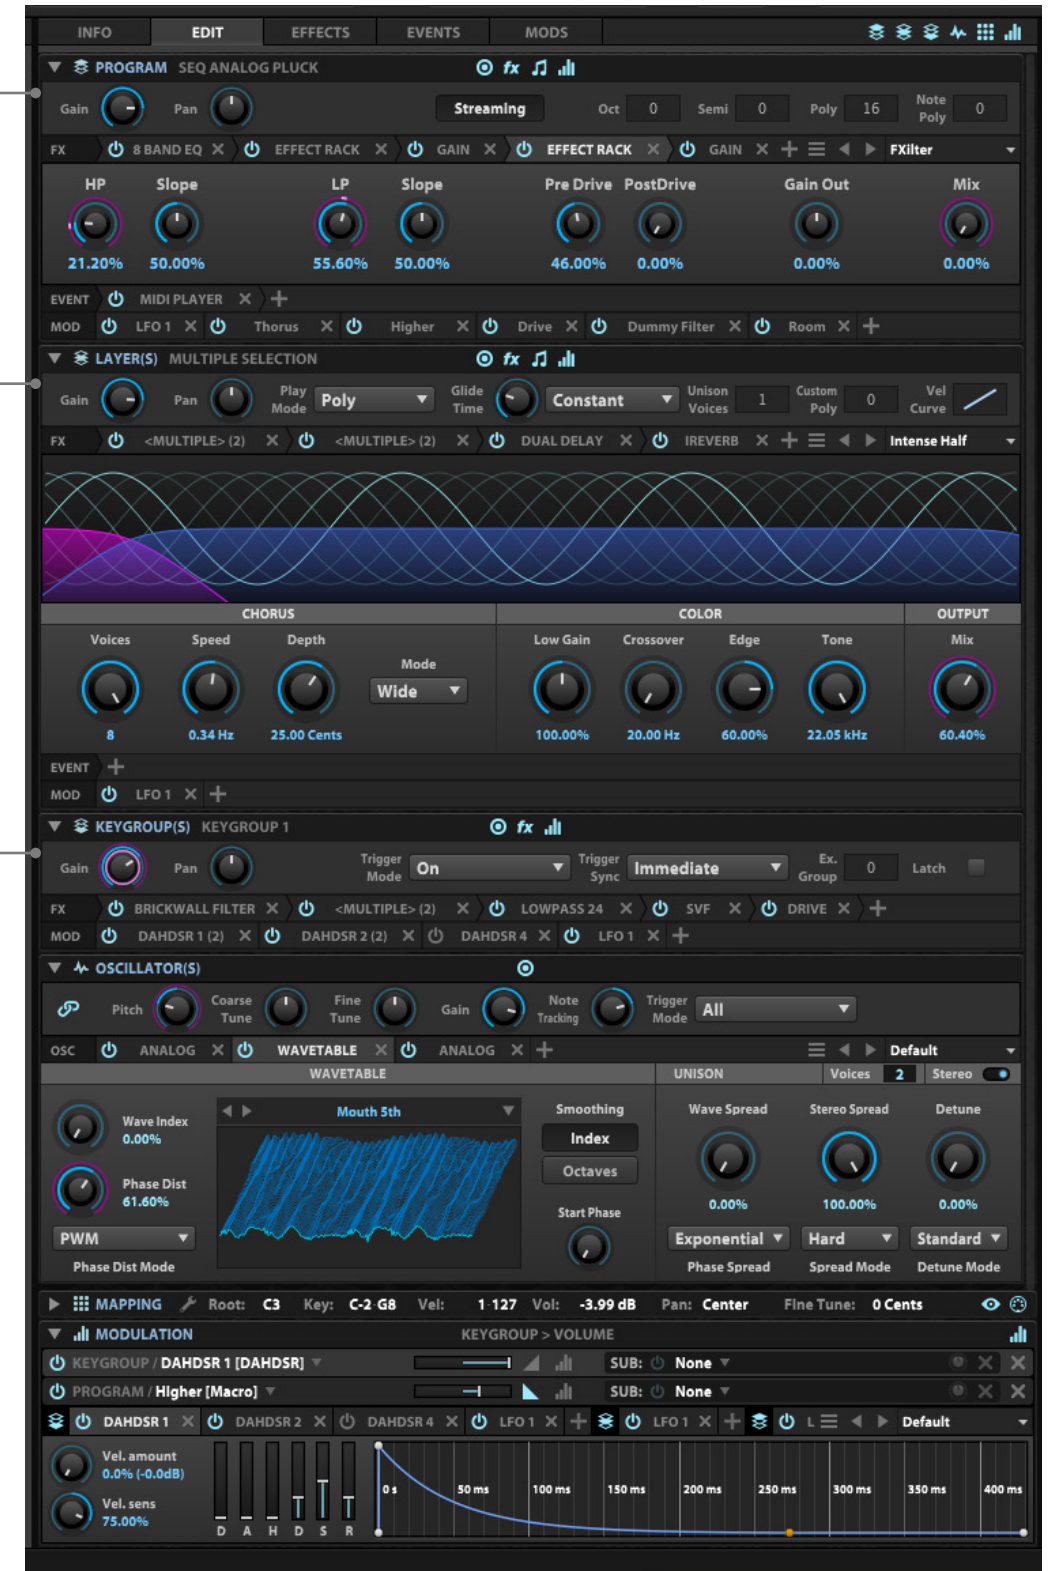 INFO EDIT EFFECTS EVENTS MODS
PROGRAM SEQ ANALOG PLUCK fx
Gain Pan Streaming Oct 0 Semi 0 Poly 16 Note Poly 0
FX 8 BAND EQ EFFECT RACK GAIN EFFECT RACK GAIN FXilter
HP Slope LP Slope Pre Drive PostDrive Gain Out Mix
21.20% 50.00% 55.60% 50.00% 46.00% 0.00% 0.00% 0.00%
EVENT MIDI PLAYER
MOD LFO 1 Thorus Higher Drive Dummy Filter Room
LAYER(S) MULTIPLE SELECTION fx
Gain Pan Play Mode Poly Glide Time Constant Unison Voices 1 Custom Poly 0 Vel Curve
FX <MULTIPLE> (2) <MULTIPLE> (2) DUAL DELAY IREVERB Intense Half
CHORUS COLOR OUTPUT
Voices Speed Depth Mode Low Gain Crossover Edge Tone Mix
Wide
8 0.34 Hz 25.00 Cents 100.00% 20.00 Hz 60.00% 22.05 kHz 60.40%
EVENT
MOD LFO 1
KEYGROUP(S) KEYGROUP 1 fx
Gain Pan Trigger Mode On Trigger Sync Immediate Ex. Group 0 Latch
FX BRICKWALL FILTER <MULTIPLE> (2) LOWPASS 24 SVF DRIVE
MOD DAHDSR 1 (2) DAHDSR 2 (2) DAHDSR 4 LFO 1
OSCILLATOR(S)
Pitch Coarse Tune Fine Tune Gain Note Tracking Trigger Mode All
OSC ANALOG WAVETABLE ANALOG Default
WAVETABLE UNISON Voices 2 Stereo
Wave Index 0.00% Mouth 5th Smoothing Wave Spread Stereo Spread Detune
Index
Phase Dist 61.60% Octaves
Start Phase 0.00% 100.00% 0.00%
PWM Exponential Hard Standard
Phase Dist Mode Phase Spread Spread Mode Detune Mode
MAPPING Root: C3 Key: C-2-G8 Vel: 1-127 Vol: -3.99 dB Pan: Center Fine Tune: 0 Cents
MODULATION KEYGROUP > VOLUME
KEYGROUP / DAHDSR 1 [DAHDSR] SUB: None
PROGRAM / HIgher [Macro] SUB: None
DAHDSR 1 DAHDSR 2 DAHDSR 4 LFO 1 LFO 1 L Default
Vel. amount
0.0% (-0.0dB)
0 s 50 ms 100 ms 150 ms 200 ms 250 ms 300 ms 350 ms 400 ms
Vel. sens
75.00%
D A H D S R